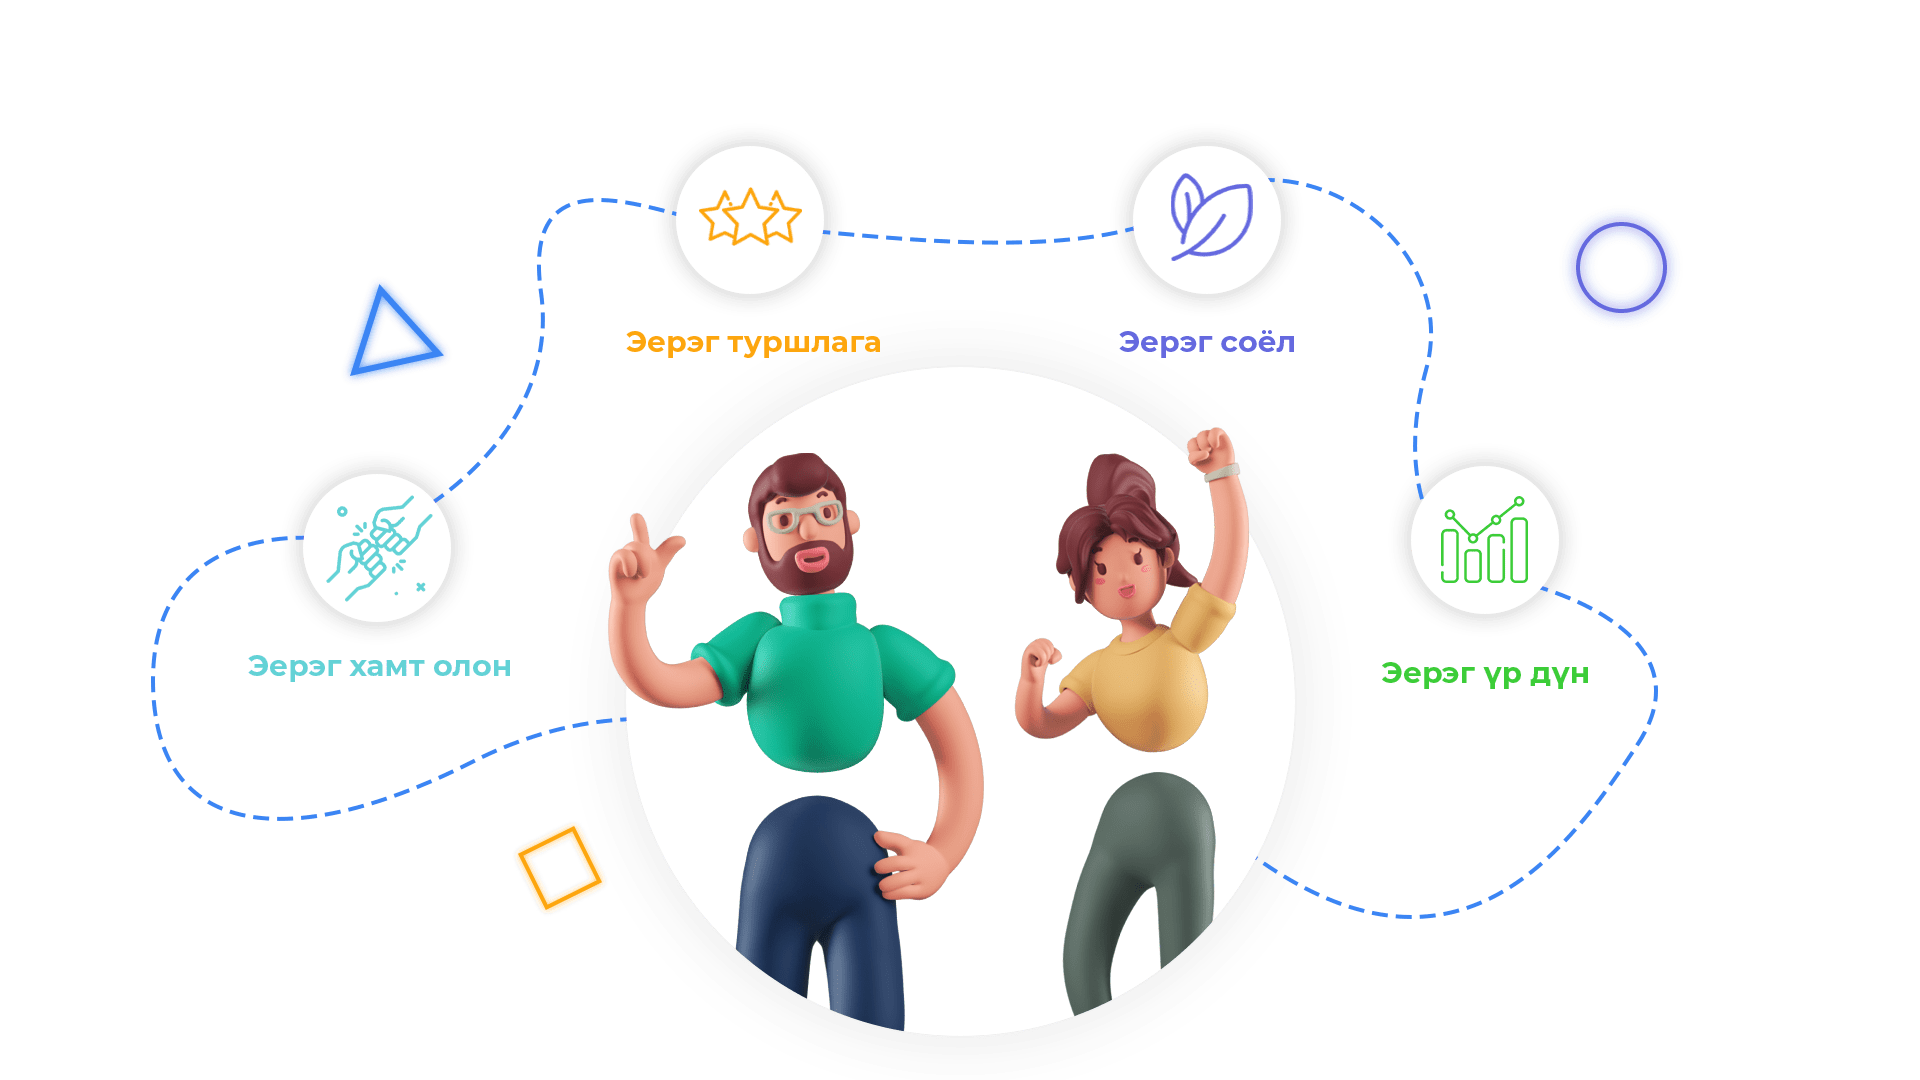 Эерэг туршлага
Эерэг соёл
Эерэг хамт олон
Эерэг үр дүн